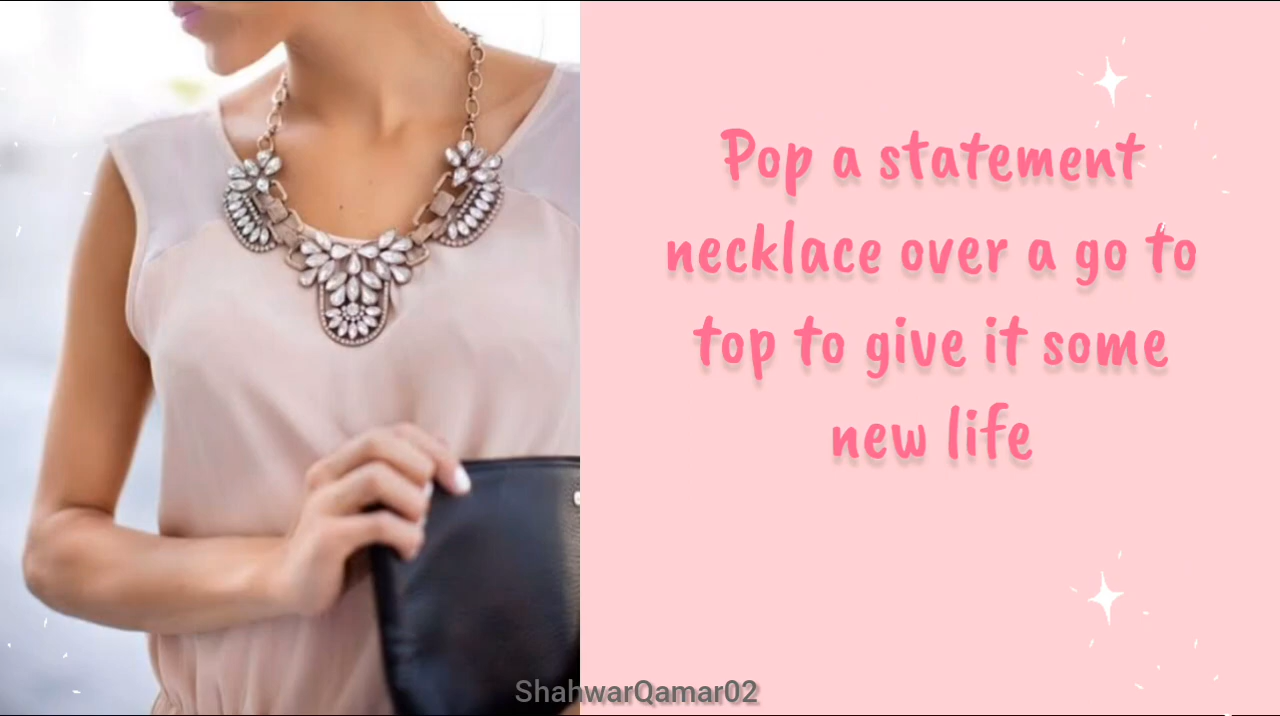 Pop a statement
necklace over a go to
top to give it some
new life
ShahwarQamar02